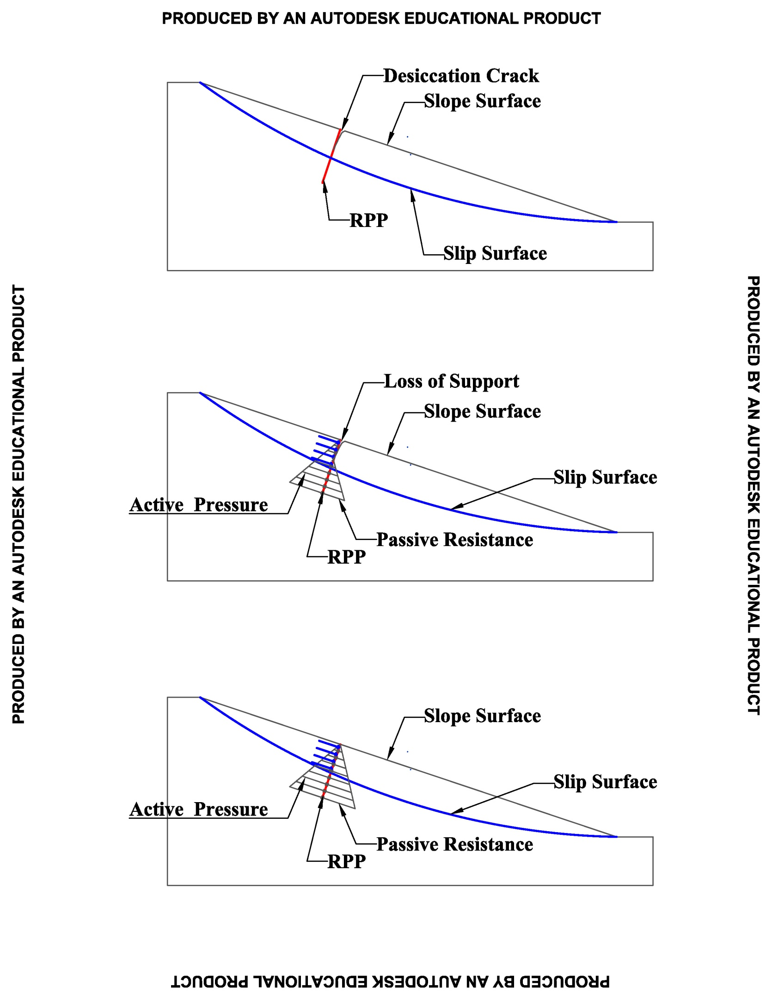 PRODUCED BY AN AUTODESK EDUCATIONAL PRODUCT
Desiccation Crack
Slope Surface
RPP
Slip Surface
PRODUCED BY AN AUTODESK EDUCATIONAL PRODUCT
PRODUCED BY AN AUTODESK EDUCATIONAL PRODUCT
Loss of Support
Slope Surface
Slip Surface
Active Pressure
Passive Resistance
RPP
Slope Surface
Slip Surface
Active Pressure
Passive Resistance
RPP
PRODUCED BY AN AUTODESK EDUCATIONAL PRODUCT